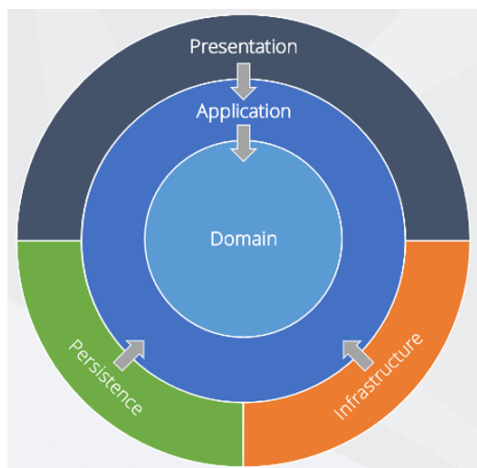 Presentation
Application
Domain
Persistence
Infrastructure